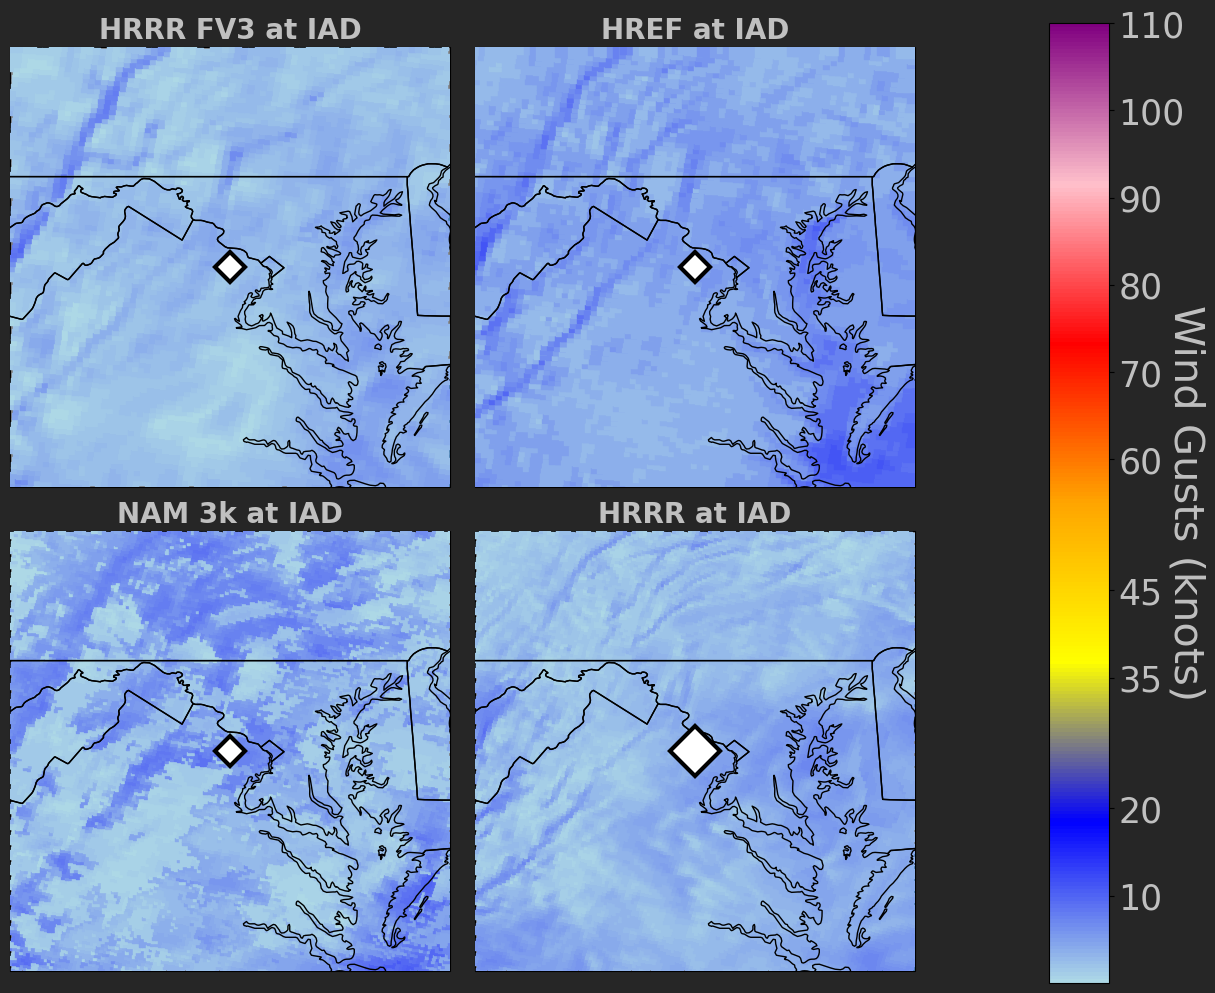 HRRR FV3 at IAD
HREF at IAD
NAM 3k at IAD
HRRR at IAD
110
100
90
80
70
60
45
35
20
10
Wind Gusts (knots)